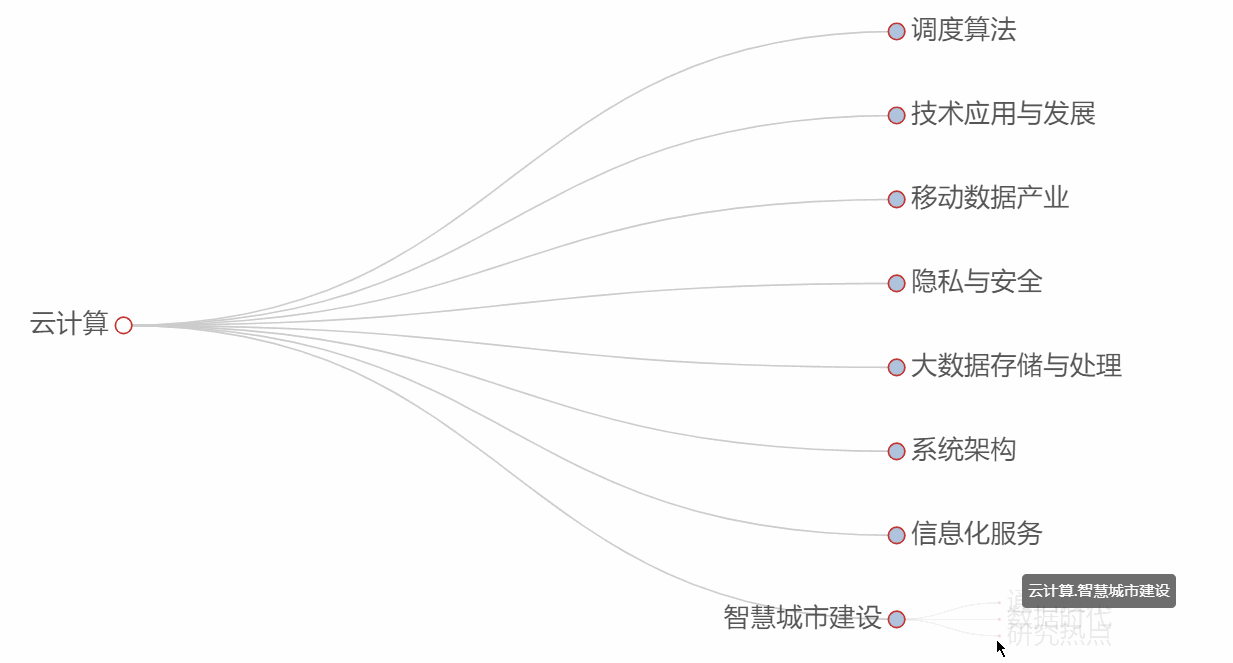 调度算法
技术应用与发展
移动数据产业
隐私与安全
云计算
大数据存储与处理
系统架构
信息化服务
云计算.智慧城市建设
智慧城市建设
数据时代
研究热点